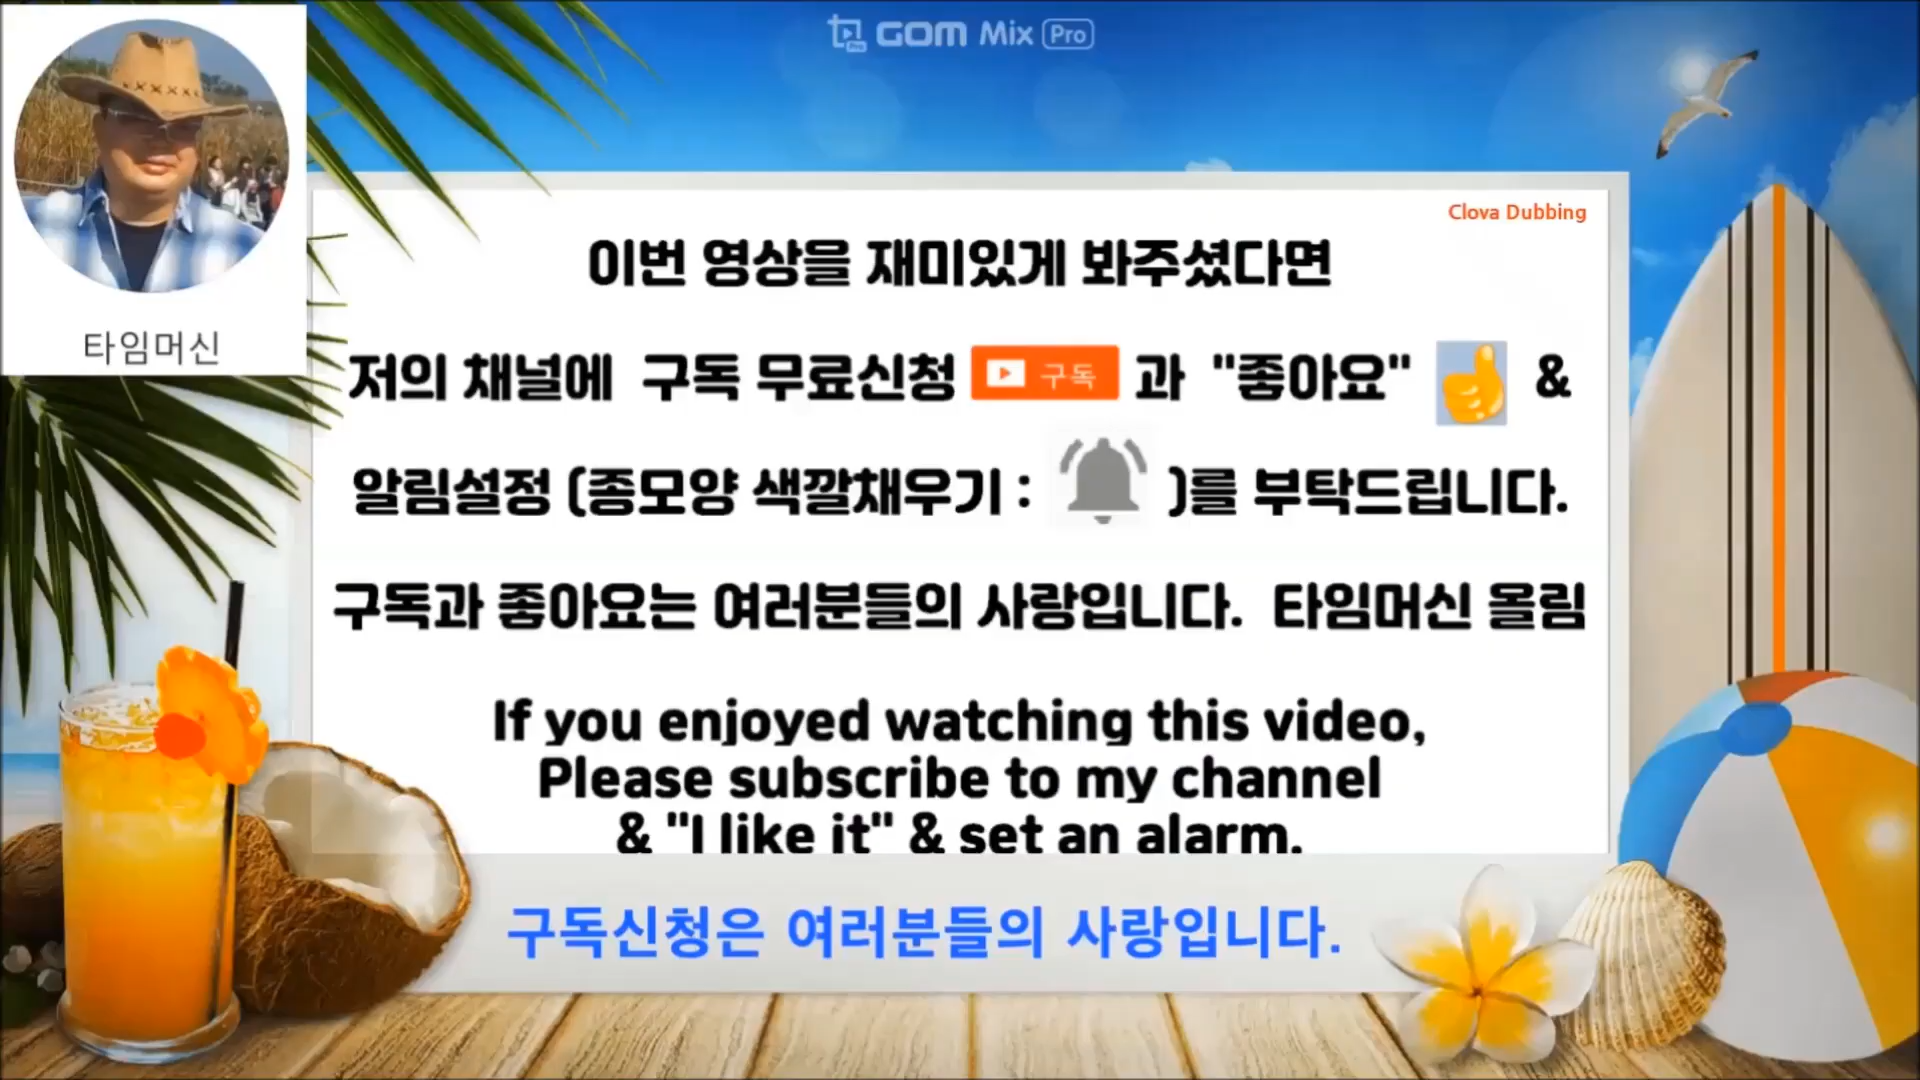 GOM Mix Pro
타임머신
Clova Dubbing
이번 영상을 재미있게 봐주셨다면
저의 채널에 구독 무료신청 구독 과 "좋아요" &
알림설정 (종모양 색깔채우기 : )를 부탁드립니다.
구독과 좋아요는 여러분들의 사랑입니다. 타임머신 올림
If you enjoyed watching this video,
Please subscribe to my channel
& "I like it" & set an alarm.
구독신청은 여러분들의 사랑입니다.